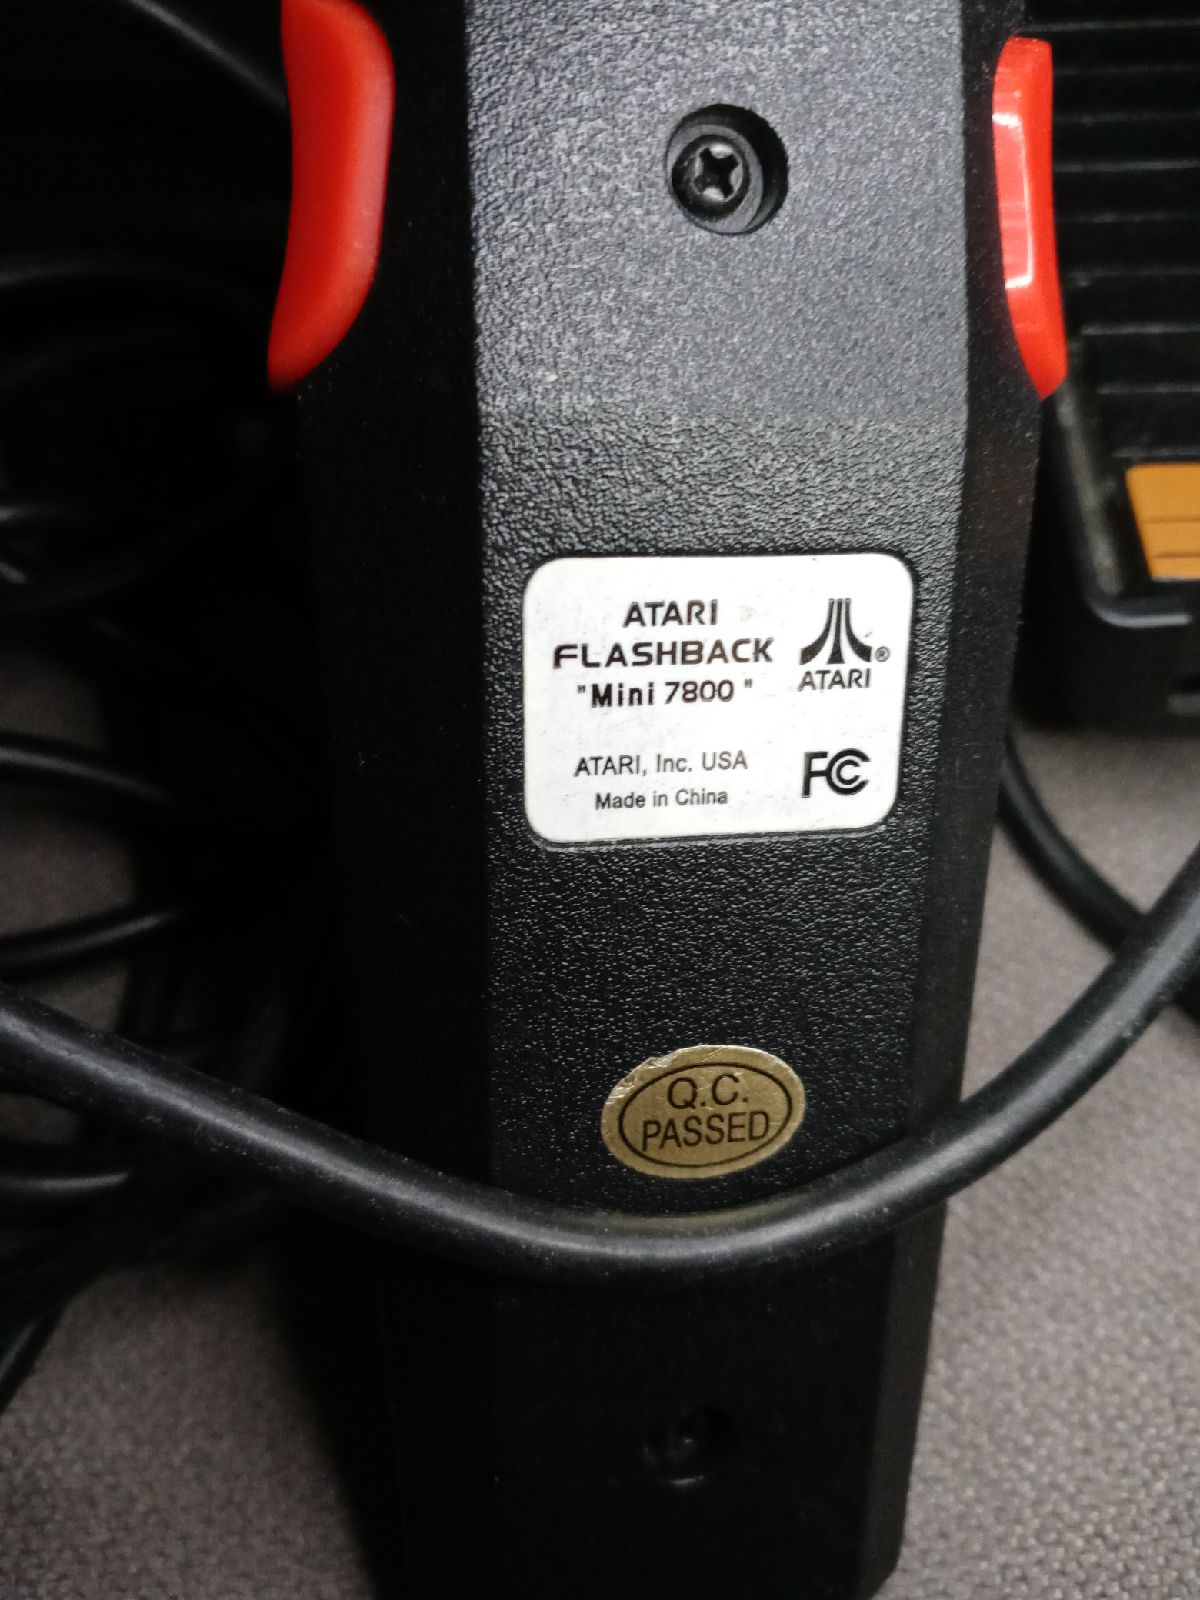 ATARI
FLASHBACK
"Mini 7800 "
ATARI®
ATARI, Inc. USA
Made in China
FC
Q.C.
PASSED